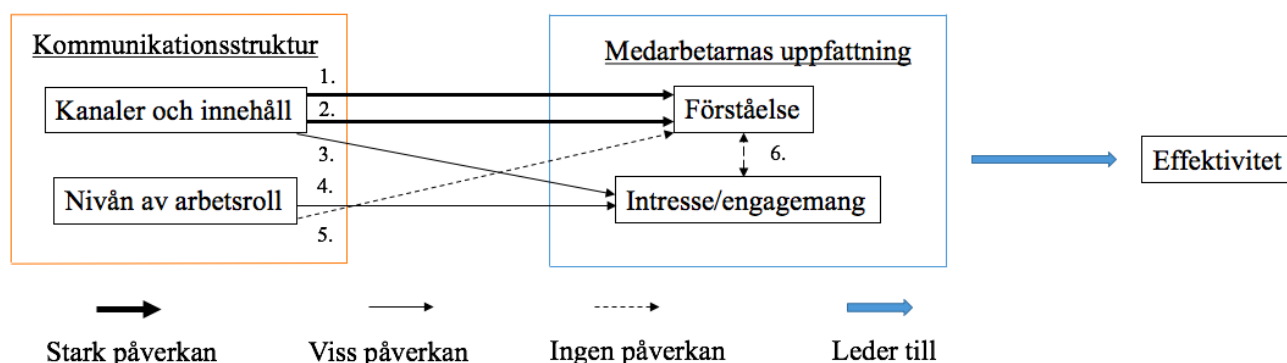 Kommunikationsstruktur
Medarbetarnas uppfattning
1.
Kanaler och innehåll
2.
Förståelse
3.
6.
Effektivitet
Nivån av arbetsroll
4.
Intresse/engagemang
5.
Stark påverkan
Viss påverkan
Ingen påverkan
Leder till